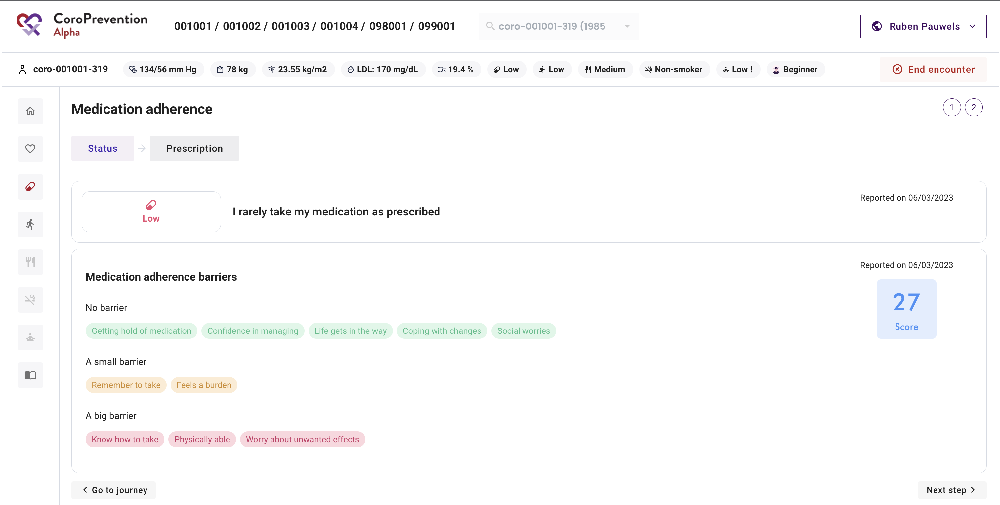 CoroPrevention
Alpha
001001 / 001002 / 001003 / 001004 / 098001 / 099001
coro-001001-319 (1985
Ruben Pauwels
coro-001001-319
134/56 mm Hg
78 kg
23.55 kg/m2
LDL: 170 mg/dL
19.4 %
Low
Low
Medium
Non-smoker
Low !
Beginner
End encounter
Medication adherence
1
2
Status
Prescription
Low
I rarely take my medication as prescribed
Reported on 06/03/2023
Medication adherence barriers
Reported on 06/03/2023
27
Score
No barrier
Getting hold of medication
Confidence in managing
Life gets in the way
Coping with changes
Social worries
A small barrier
Remember to take
Feels a burden
A big barrier
Know how to take
Physically able
Worry about unwanted effects
Go to journey
Next step